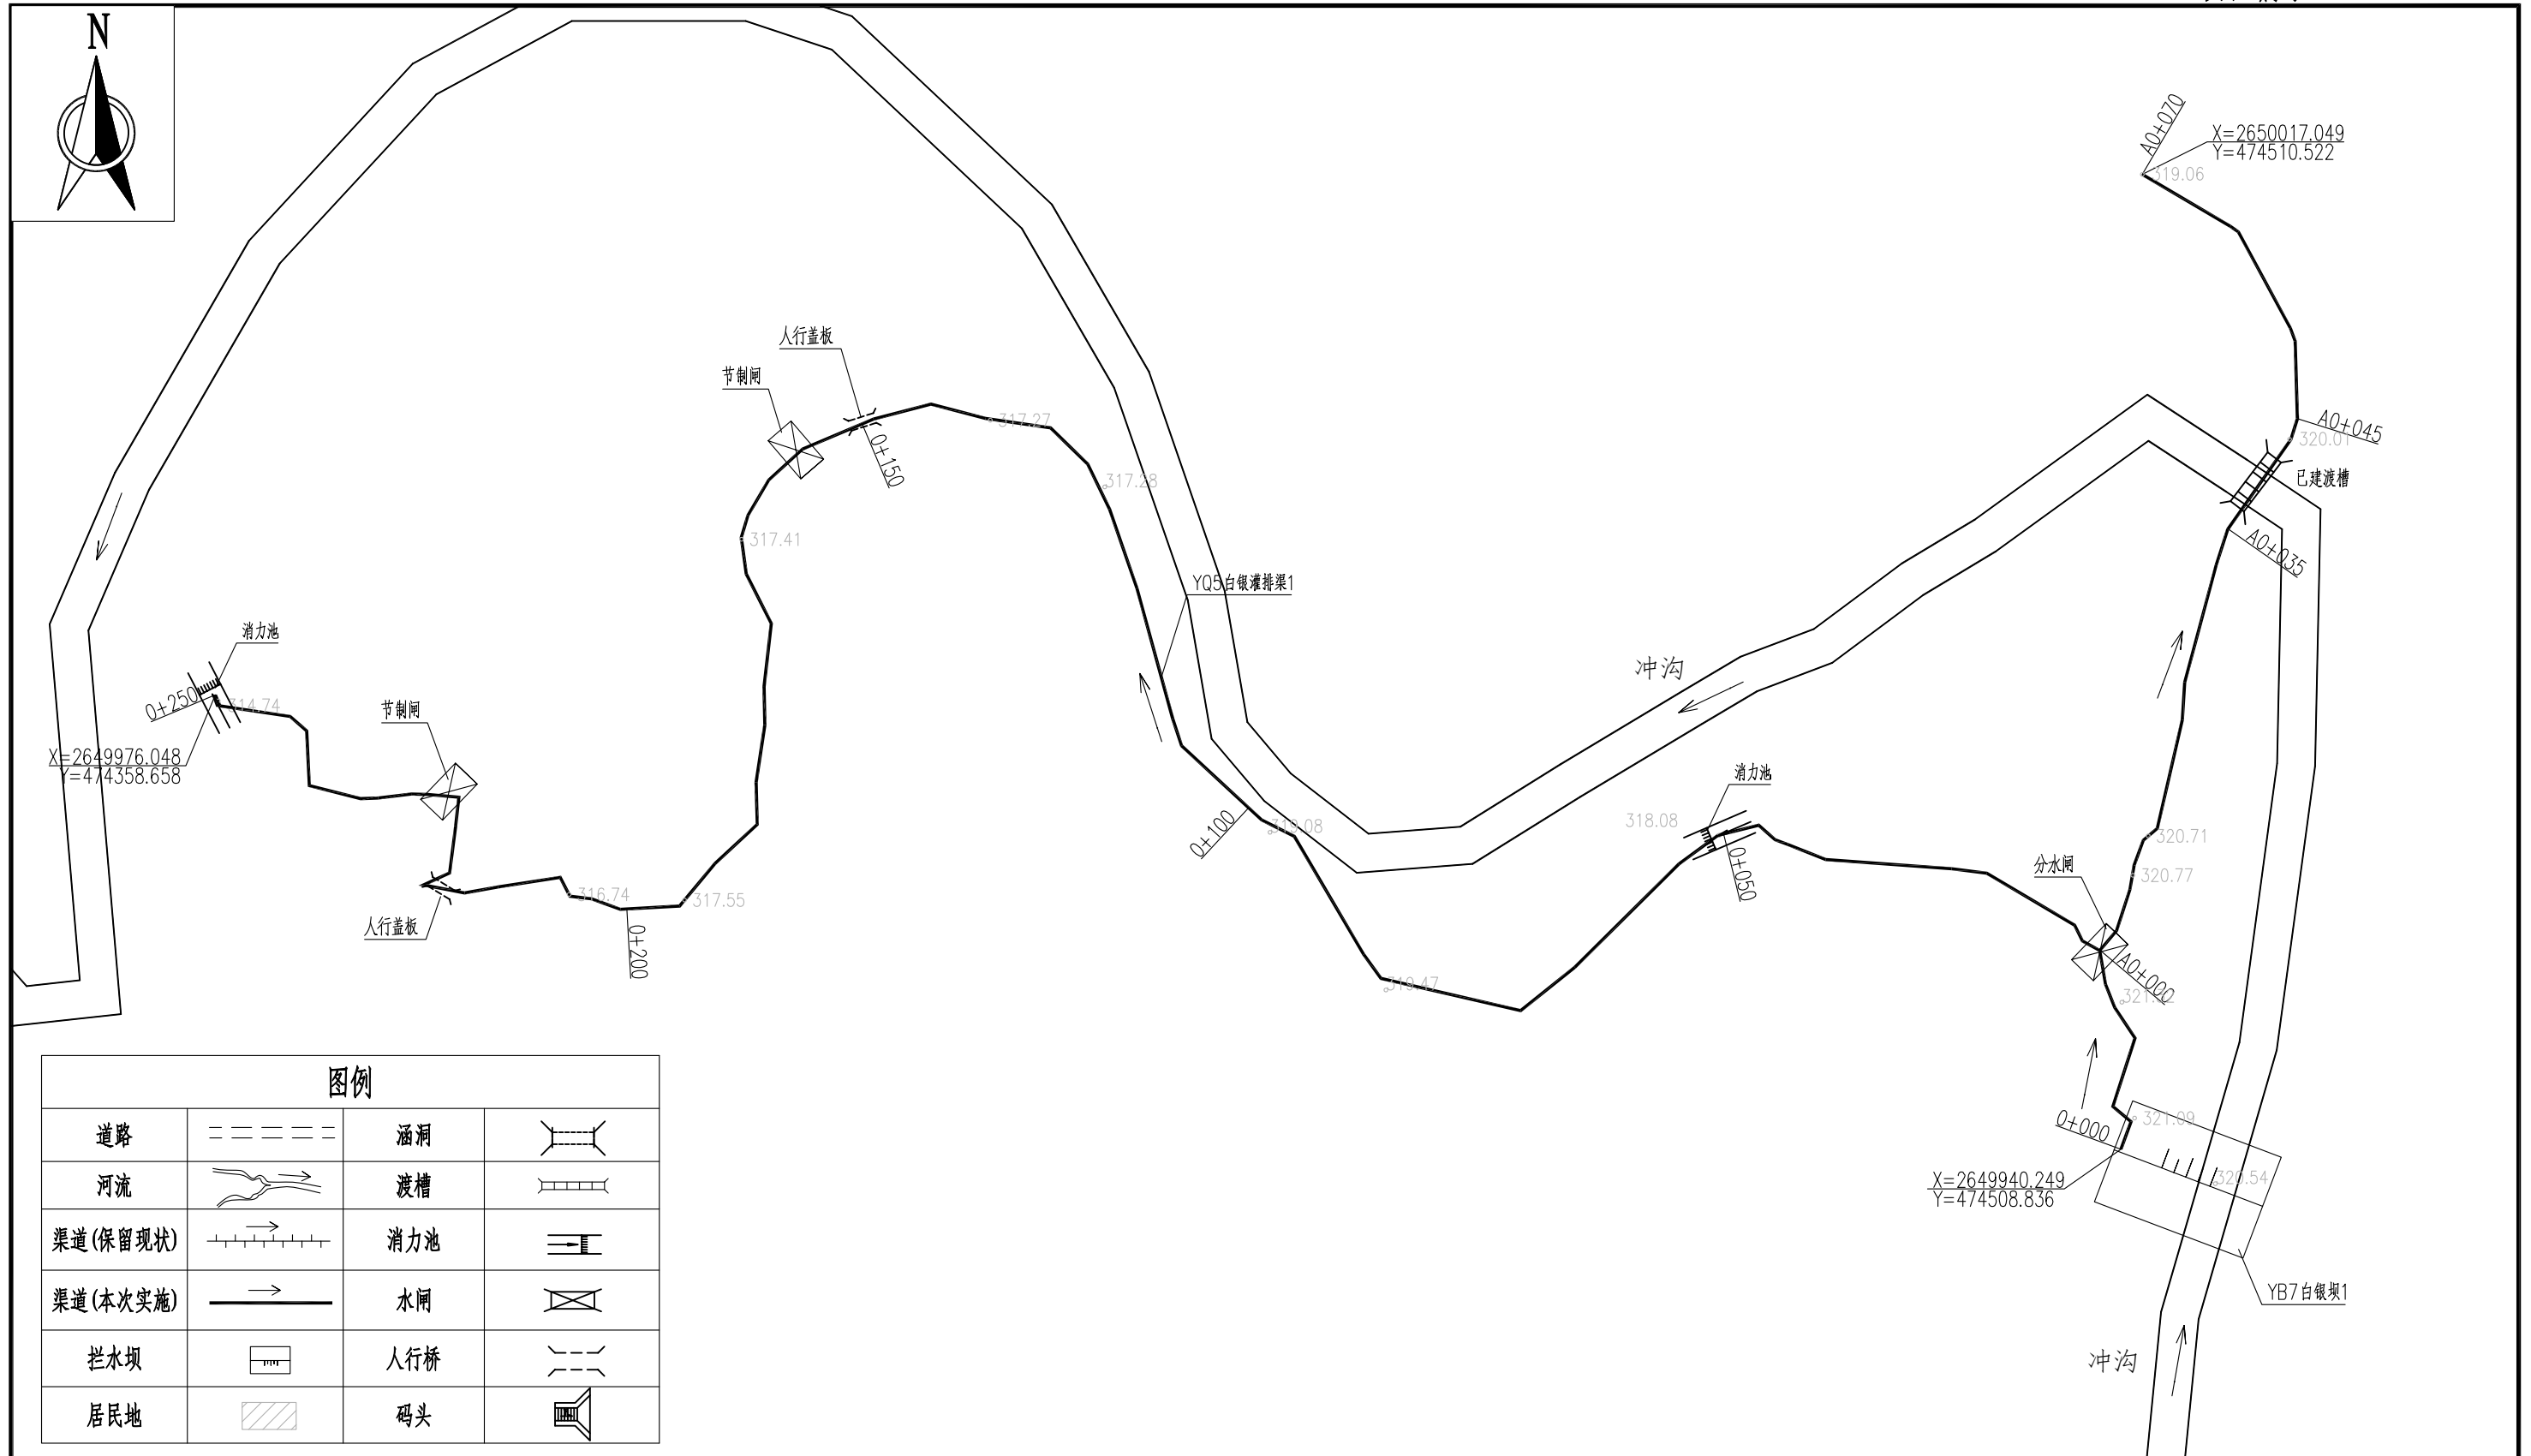 N
A0+070
X=2650017.049
Y=474510.522
319.06
人行盖板
节制闸
317.27
0+150
A0+045
320.01
已建渡槽
317.28
317.41
A0+035
YQ5白银灌排渠1
消力池
冲沟
0+250
314.74
节制闸
X=2649976.048
Y=474358.658
消力池
318.08
319.08
0+100
320.71
0+050
分水闸
320.77
316.74
317.55
人行盖板
0+200
319.47
A0+000
0+000
321.09
320.54
X=2649940.249
Y=474508.836
YB7白银坝1
冲沟
图例
道路 涵洞
河流 渡槽
渠道(保留现状) 消力池
渠道(本次实施) 水闸
拦水坝 人行桥
居民地 码头